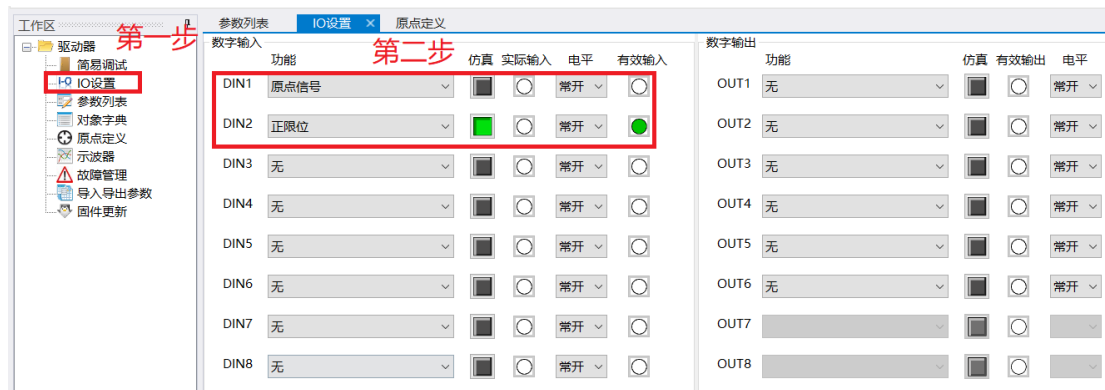 工作区
第一步
驱动器
简易调试
IO设置
参数列表
对象字典
原点定义
示波器
故障管理
导入导出参数
固件更新
参数列表 IO设置 × 原点定义
数字输入
第二步
功能 仿真 实际输入 电平 有效输入
DIN1 原点信号 常开
DIN2 正限位 常开
DIN3 无 常开
DIN4 无 常开
DIN5 无 常开
DIN6 无 常开
DIN7 无 常开
DIN8 无 常开
数字输出
功能 仿真 有效输出 电平
OUT1 无 常开
OUT2 无 常开
OUT3 无 常开
OUT4 无 常开
OUT5 无 常开
OUT6 无 常开
OUT7
OUT8